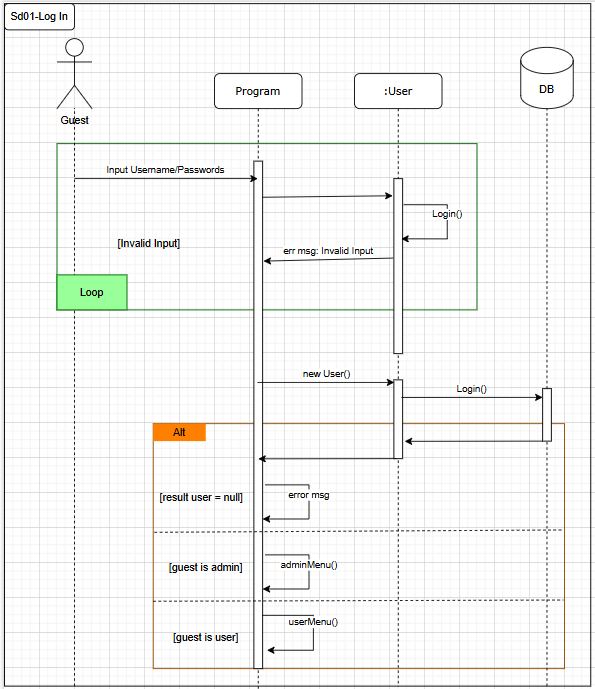 Sd01-Log In
Guest
Program
:User
DB
Input Username/Passwords
Login()
[Invalid Input]
err msg: Invalid Input
Loop
new User()
Login()
Alt
[result user = null]
error msg
[guest is admin]
adminMenu()
[guest is user]
userMenu()